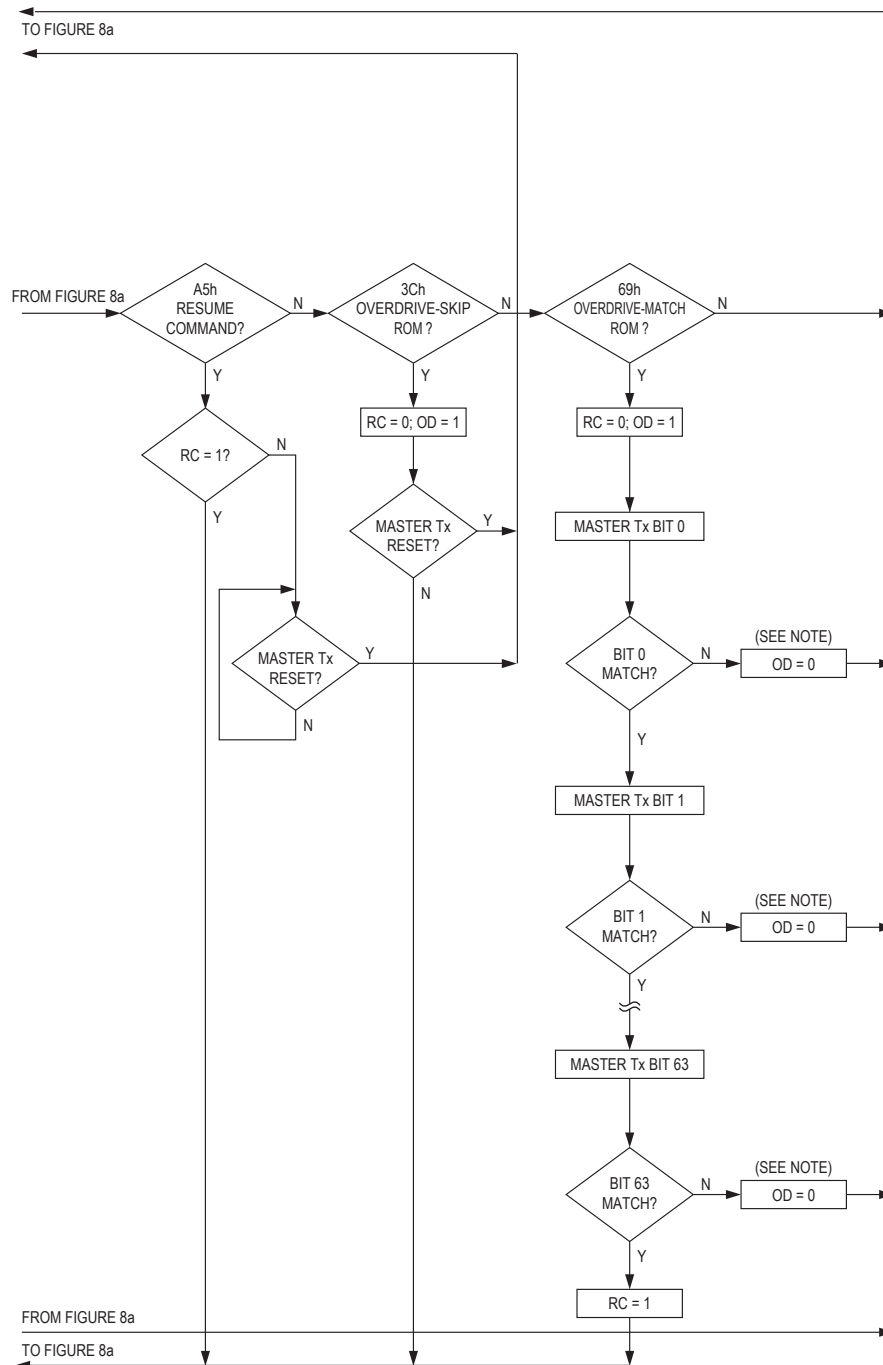 TO FIGURE 8a
FROM FIGURE 8a
A5h
RESUME
COMMAND?
N
Y
3Ch
OVERDRIVE-SKIP
ROM ?
N
Y
69h
OVERDRIVE-MATCH
ROM ?
N
Y
RC = 1?
N
Y
RC = 0; OD = 1
RC = 0; OD = 1
MASTER Tx
RESET?
Y
N
MASTER Tx BIT 0
MASTER Tx
RESET?
Y
N
BIT 0
MATCH?
N
Y
(SEE NOTE)
OD = 0
MASTER Tx BIT 1
BIT 1
MATCH?
N
Y
(SEE NOTE)
OD = 0
MASTER Tx BIT 63
BIT 63
MATCH?
N
Y
(SEE NOTE)
OD = 0
RC = 1
FROM FIGURE 8a
TO FIGURE 8a